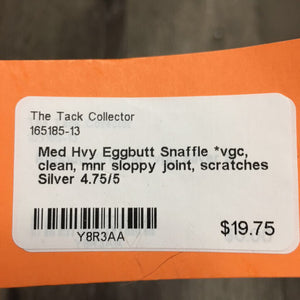 The Tack Collector
165185-13
Med Hvy Eggbutt Snaffle *vgc,
clean, mnr sloppy joint, scratches
Silver 4.75/5
Y8R3AA
$19.75